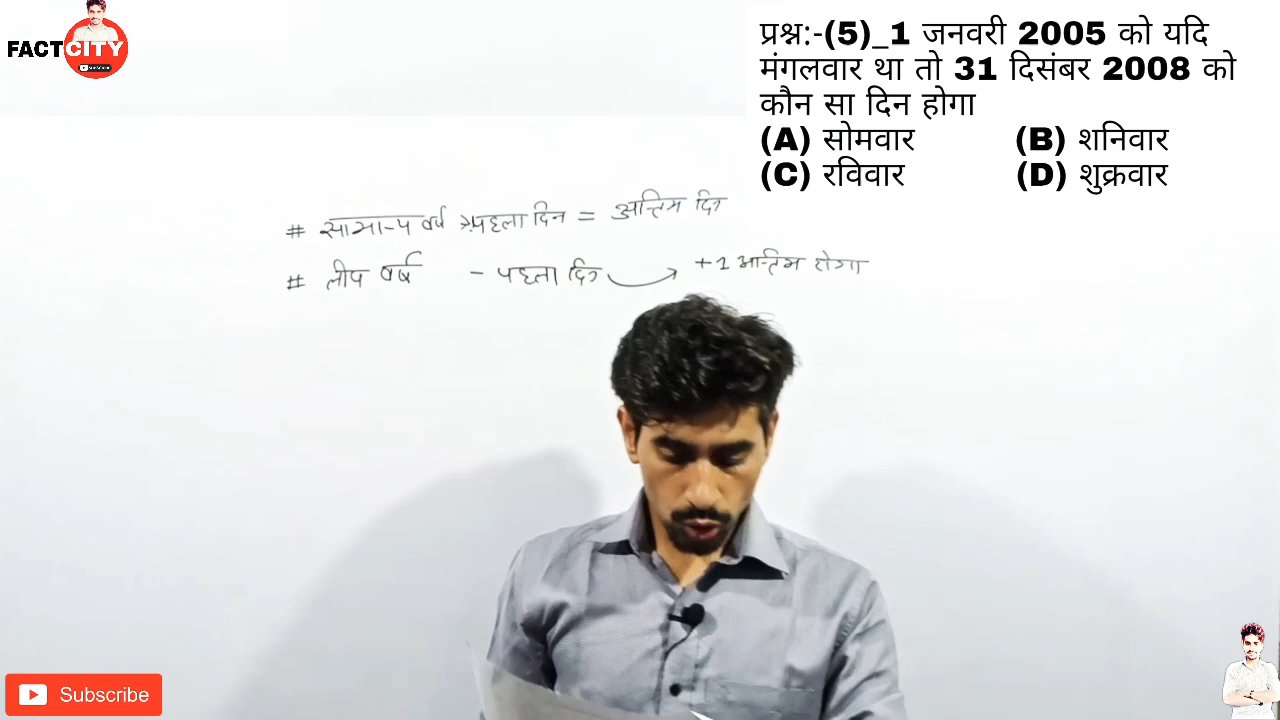 FACTCITY
Subscribe
प्रश्न:-(5)_1 जनवरी 2005 को यदि
मंगलवार था तो 31 दिसंबर 2008 को
कौन सा दिन होगा
(A) सोमवार (B) शनिवार
(C) रविवार (D) शुक्रवार
# सामान्य वर्ष → पहला दिन = अन्तिम दिन
# लीप वर्ष - पहला दिन → +1 अन्तिम होगा
Subscribe